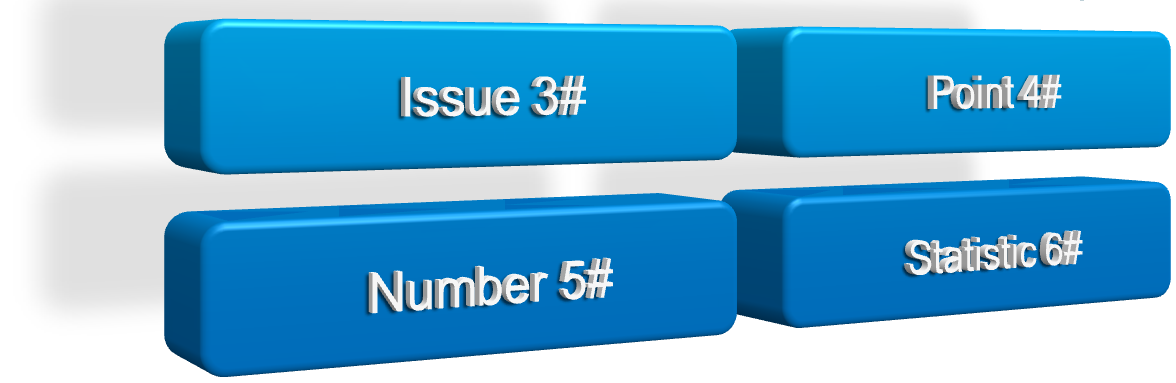 Issue 3#
Point 4#
Number 5#
Statistic 6#